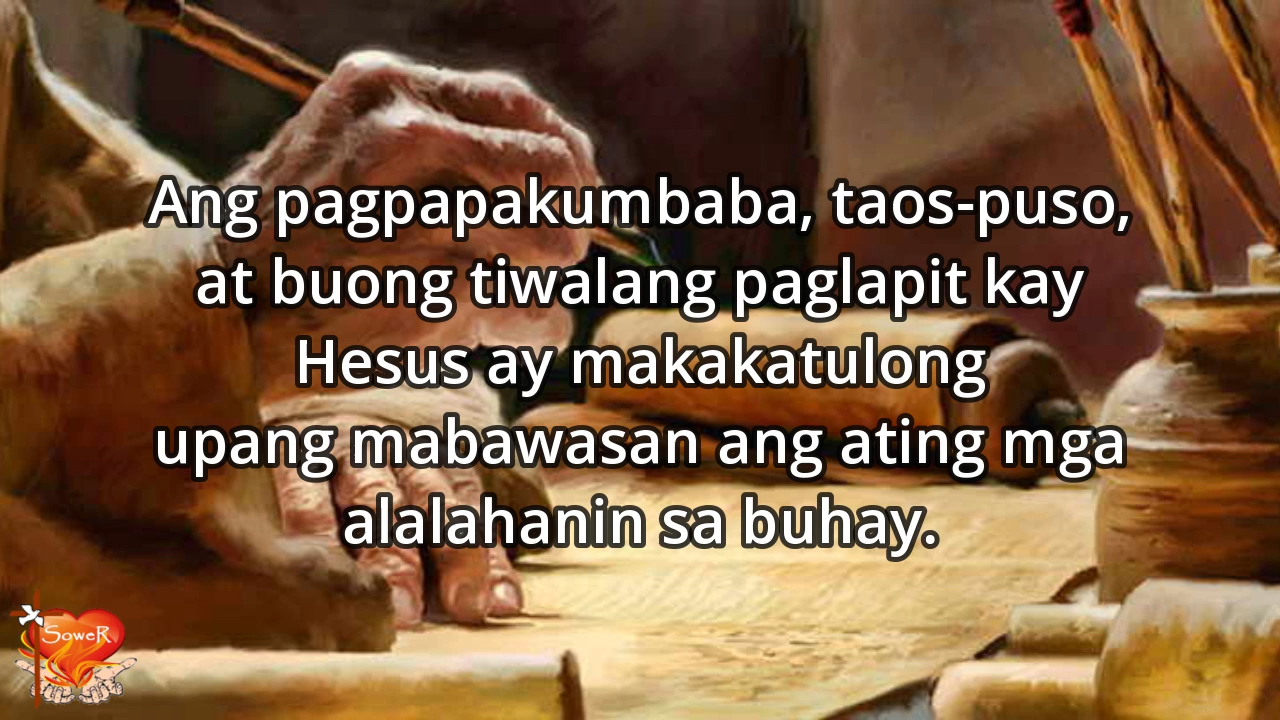 Ang pagpapakumbaba, taos-puso,
at buong tiwalang paglapit kay
Hesus ay makakatulong
upang mabawasan ang ating mga
alalahanin sa buhay.
SoweR